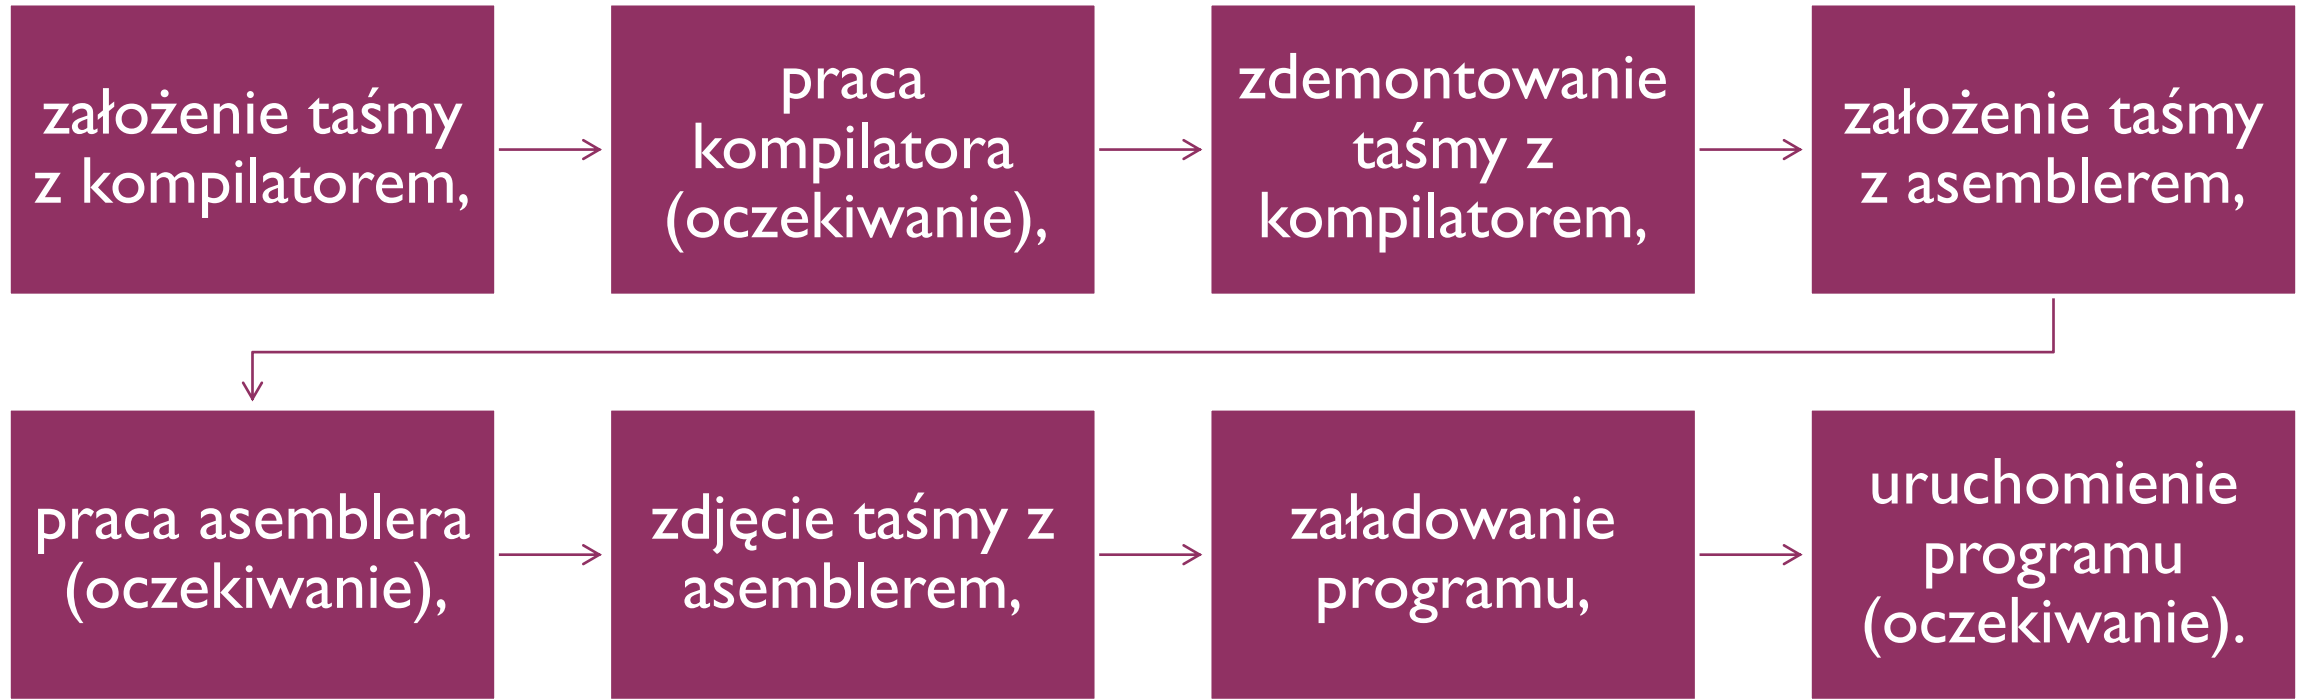 założenie taśmy
z kompilatorem,
praca
kompilatora
(oczekiwanie),
zdemontowanie
taśmy z
kompilatorem,
założenie taśmy
z asemblerem,
praca asemblera
(oczekiwanie),
zdjęcie taśmy z
asemblerem,
załadowanie
programu,
uruchomienie
programu
(oczekiwanie).